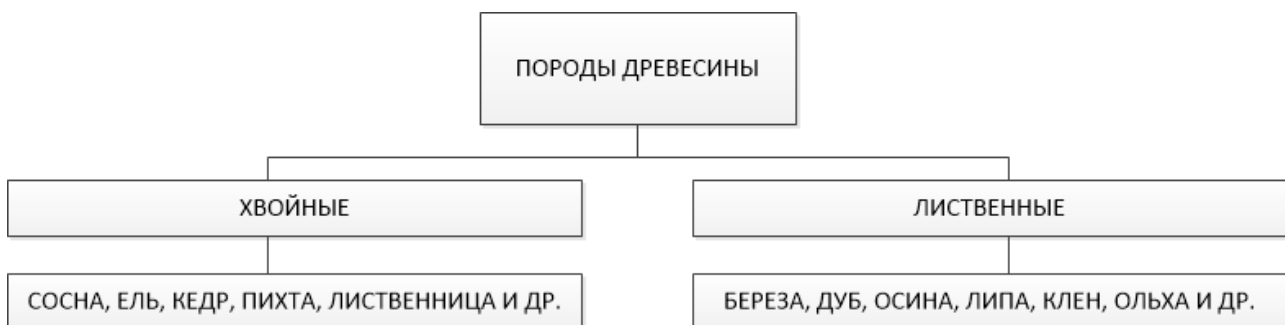 ПОРОДЫ ДРЕВЕСИНЫ
ХВОЙНЫЕ
ЛИСТВЕННЫЕ
СОСНА, ЕЛЬ, КЕДР, ПИХТА, ЛИСТВЕННИЦА И ДР.
БЕРЕЗА, ДУБ, ОСИНА, ЛИПА, КЛЕН, ОЛЬХА И ДР.